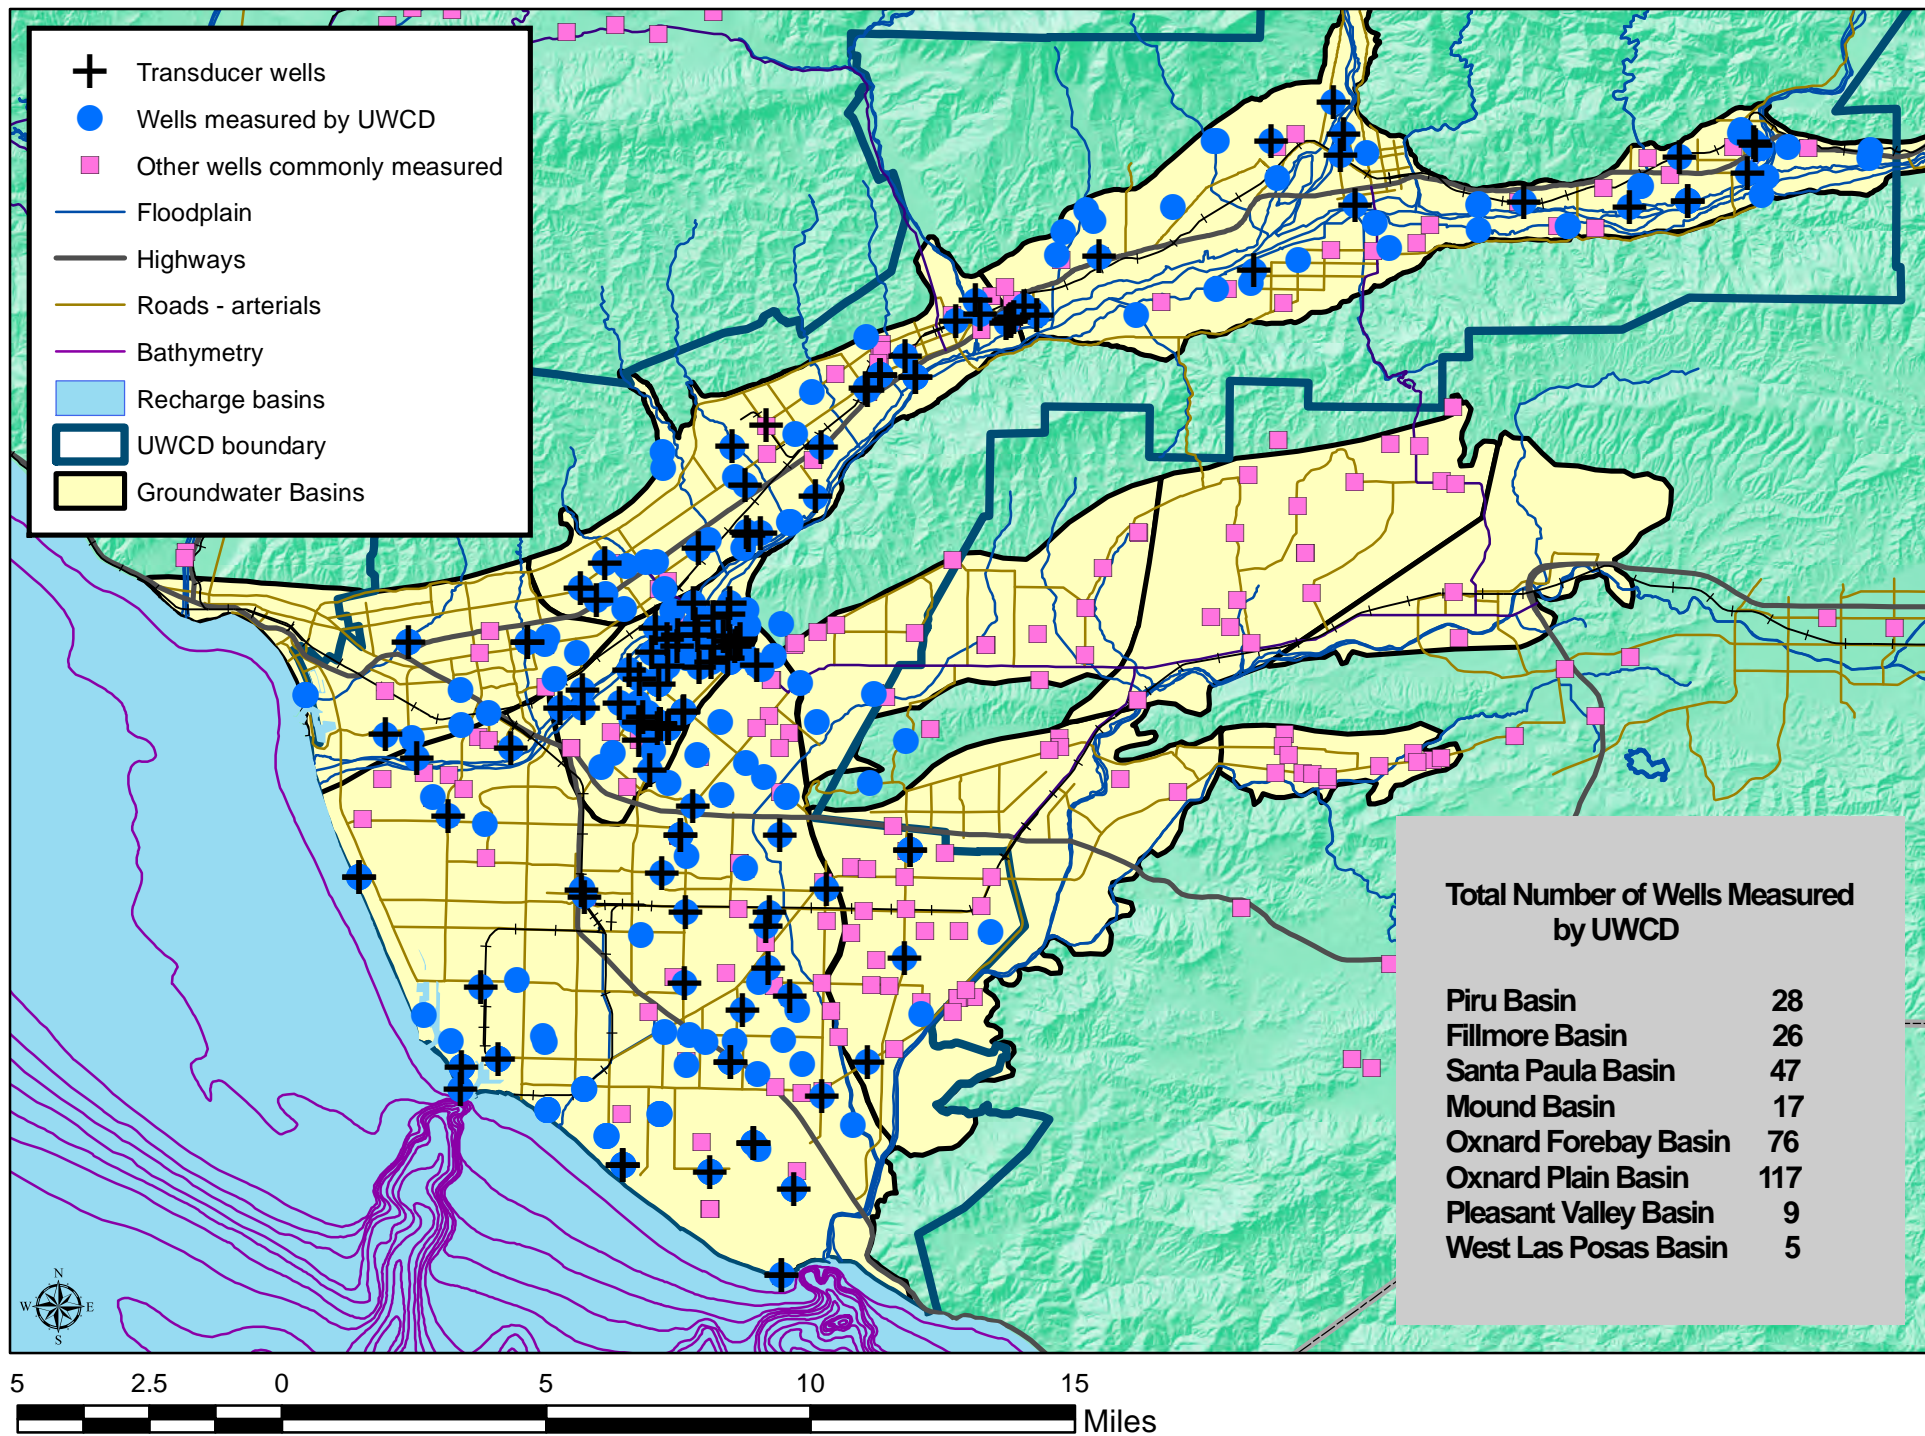 Transducer wells
Wells measured by UWCD
Other wells commonly measured
Floodplain
Highways
Roads - arterials
Bathymetry
Recharge basins
UWCD boundary
Groundwater Basins
Total Number of Wells Measured
by UWCD
Piru Basin 28
Fillmore Basin 26
Santa Paula Basin 47
Mound Basin 17
Oxnard Forebay Basin 76
Oxnard Plain Basin 117
Pleasant Valley Basin 9
West Las Posas Basin 5
N
W E
S
5 2.5 0 5 10 15
Miles